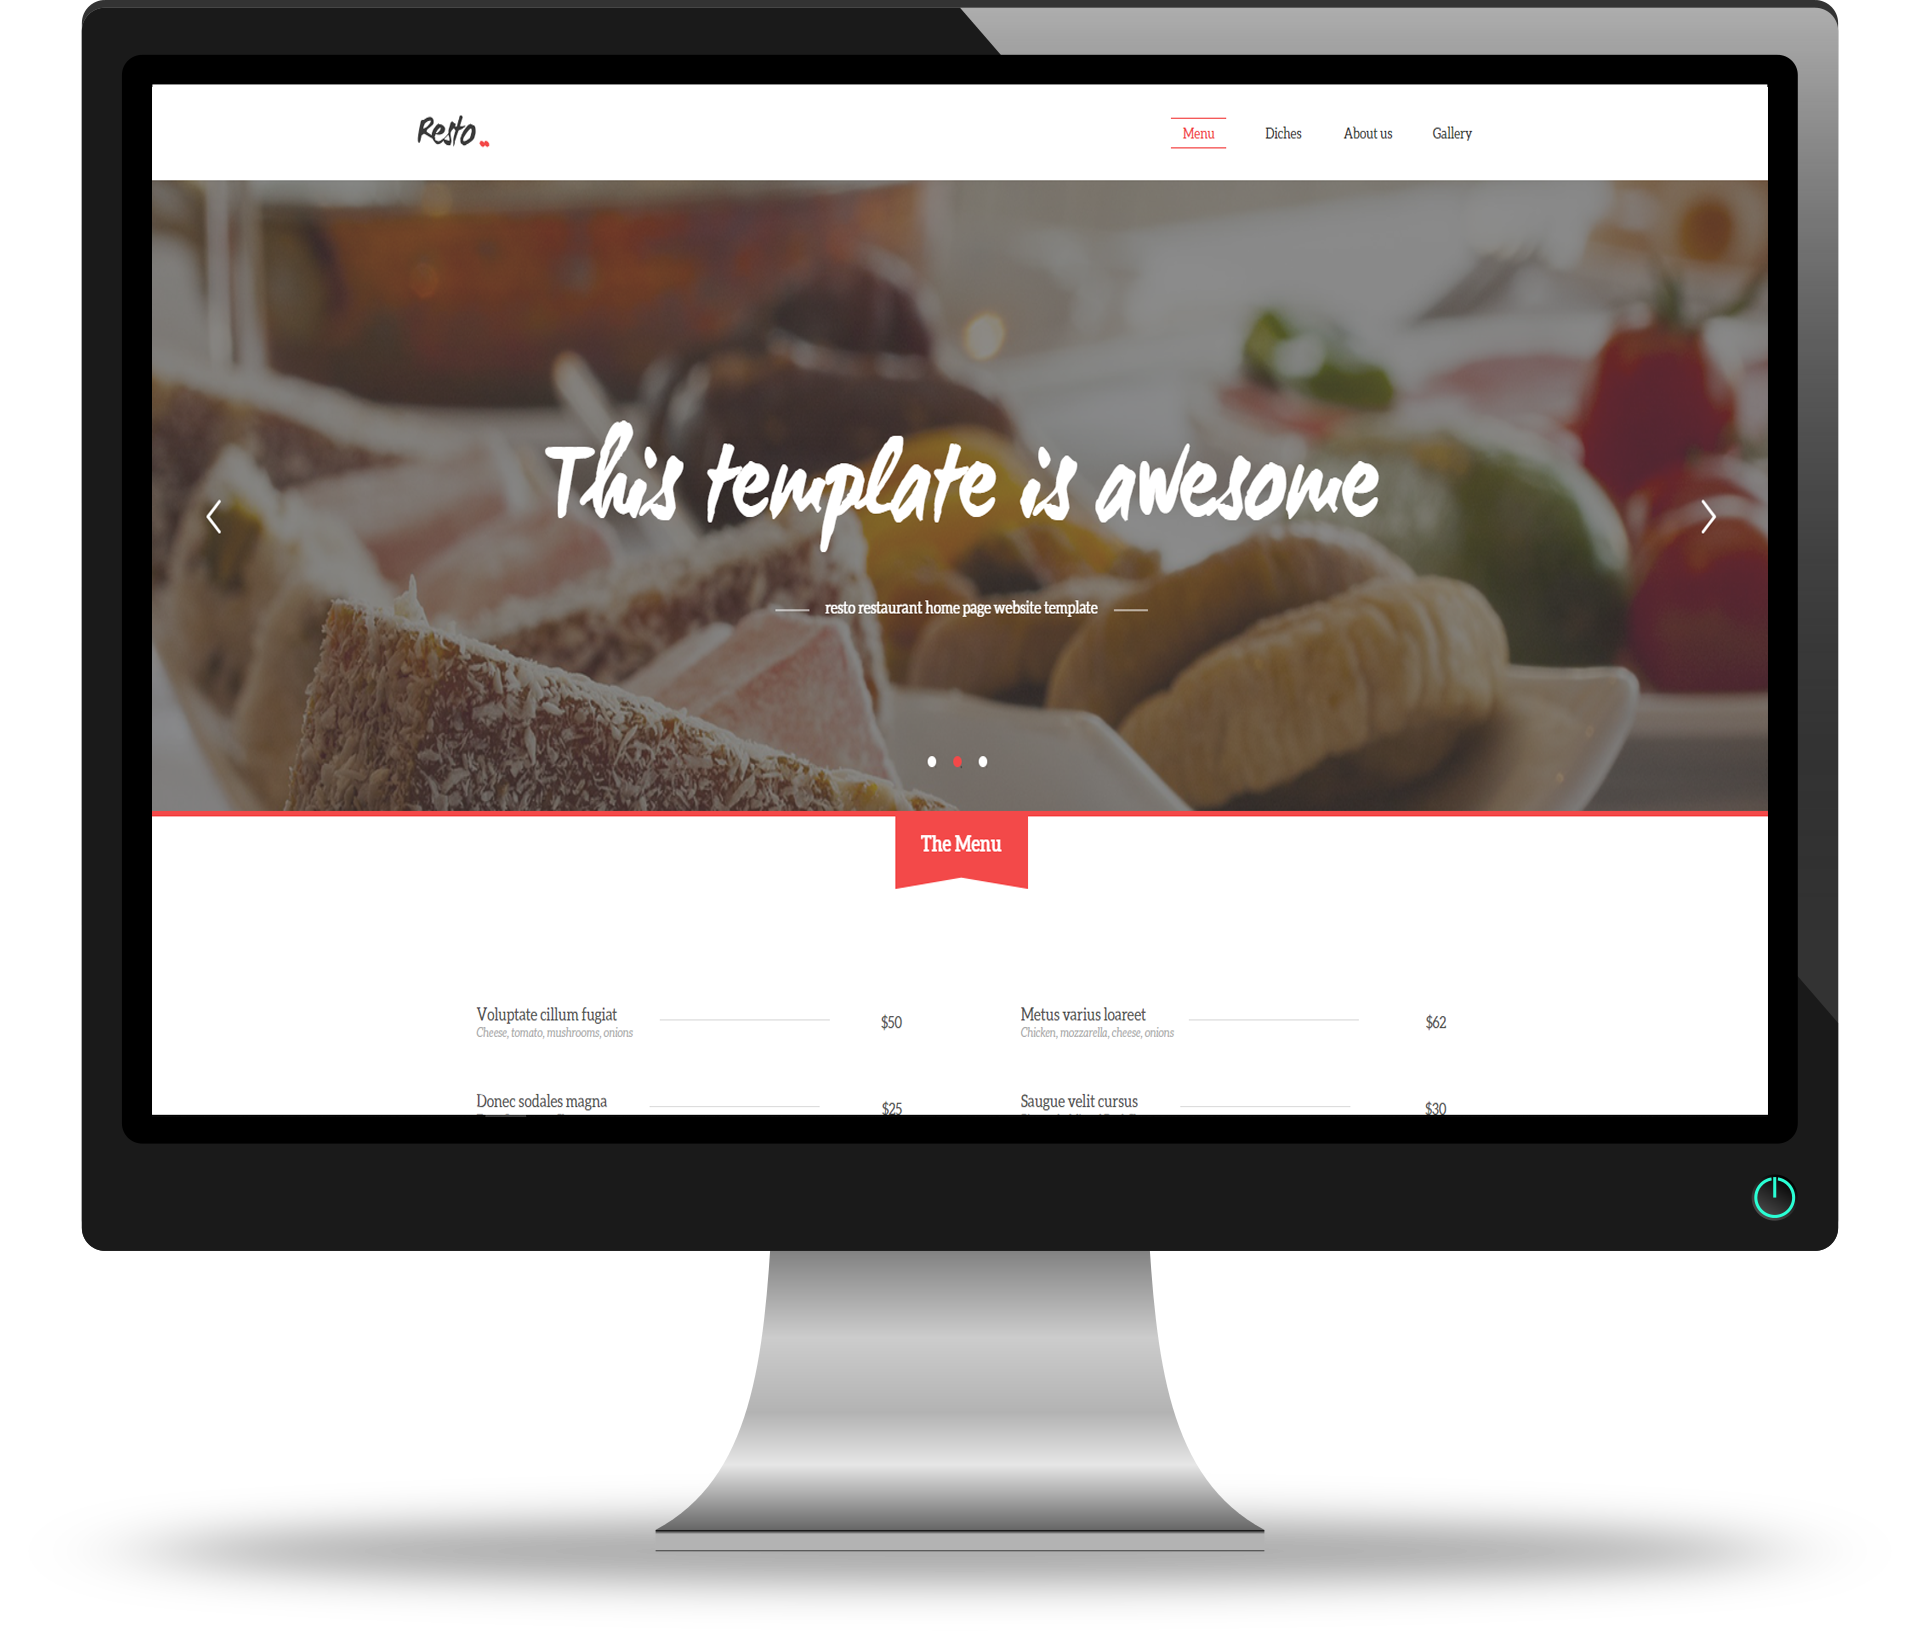 Resto
Menu Diches About us Gallery
This template is awesome
resto restaurant home page website template
The Menu
Voluptate cillum fugiat $50
Cheese, tomato, mushrooms, onions
Metus varius loareet $62
Chicken, mozzarella, cheese, onions
Donec sodales magna $25
Saugue velit cursus $30